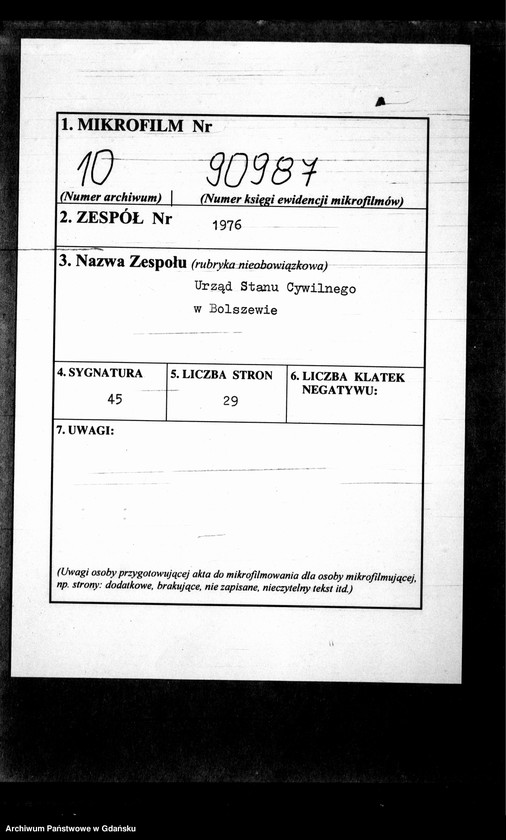 1. MIKROFILM Nr
10 90987
(Numer archiwum) (Numer księgi ewidencji mikrofilmów)
2. ZESPÓŁ Nr 1976
3. Nazwa Zespołu (rubryka nieobowiązkowa)
Urząd Stanu Cywilnego
w Bolszewie
4. SYGNATURA
45
5. LICZBA STRON
29
6. LICZBA KLATEK
NEGATYWU:
7. UWAGI:
(Uwagi osoby przygotowującej akta do mikrofilmowania dla osoby mikrofilmującej,
np. strony: dodatkowe, brakujące, nie zapisane, nieczytelny tekst itd.)
Archiwum Państwowe w Gdańsku